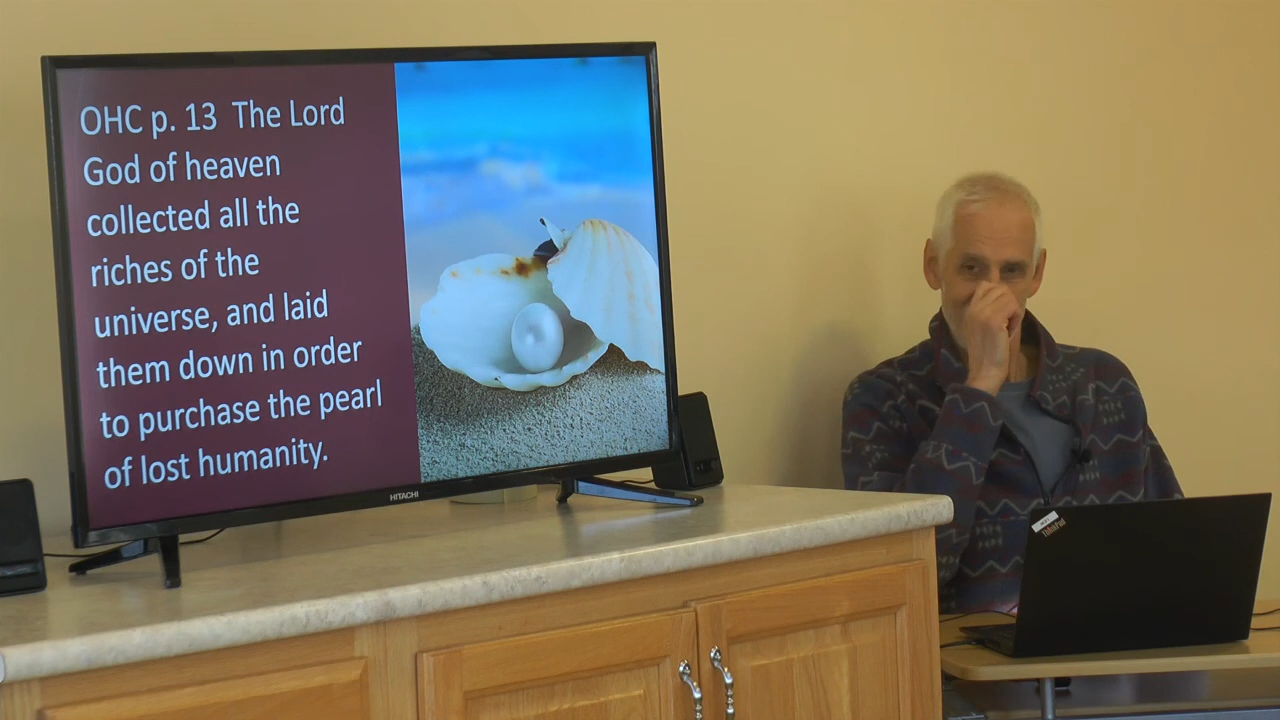 OHC p. 13 The Lord
God of heaven
collected all the
riches of the
universe, and laid
them down in order
to purchase the pearl
of lost humanity.
HITACHI
ThinkPad